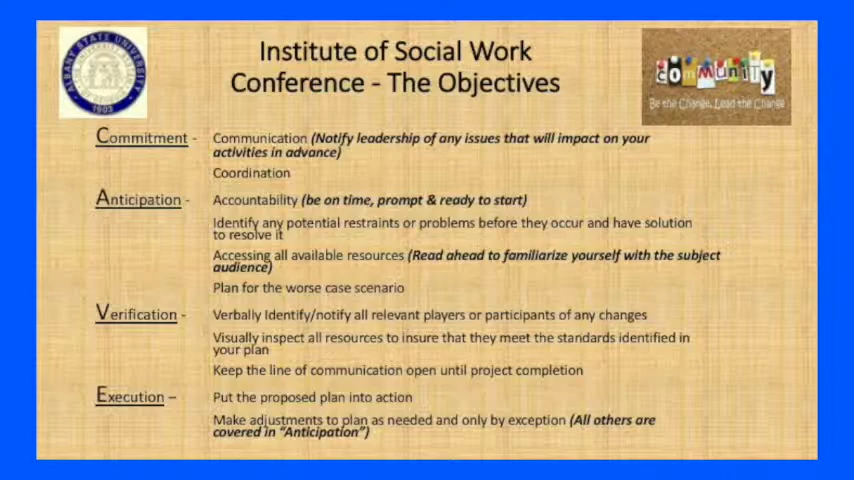 ALBANY STATE UNIVERSITY
1903
Institute of Social Work
Conference - The Objectives
community
Be the Change, Lead the Change
Commitment - Communication (Notify leadership of any issues that will impact on your
activities in advance)
Coordination
Anticipation - Accountability (be on time, prompt & ready to start)
Identify any potential restraints or problems before they occur and have solution
to resolve it
Accessing all available resources (Read ahead to familiarize yourself with the subject
audience)
Plan for the worse case scenario
Verification - Verbally Identify/notify all relevant players or participants of any changes
Visually inspect all resources to insure that they meet the standards identified in
your plan
Keep the line of communication open until project completion
Execution – Put the proposed plan into action
Make adjustments to plan as needed and only by exception (All others are
covered in “Anticipation”)